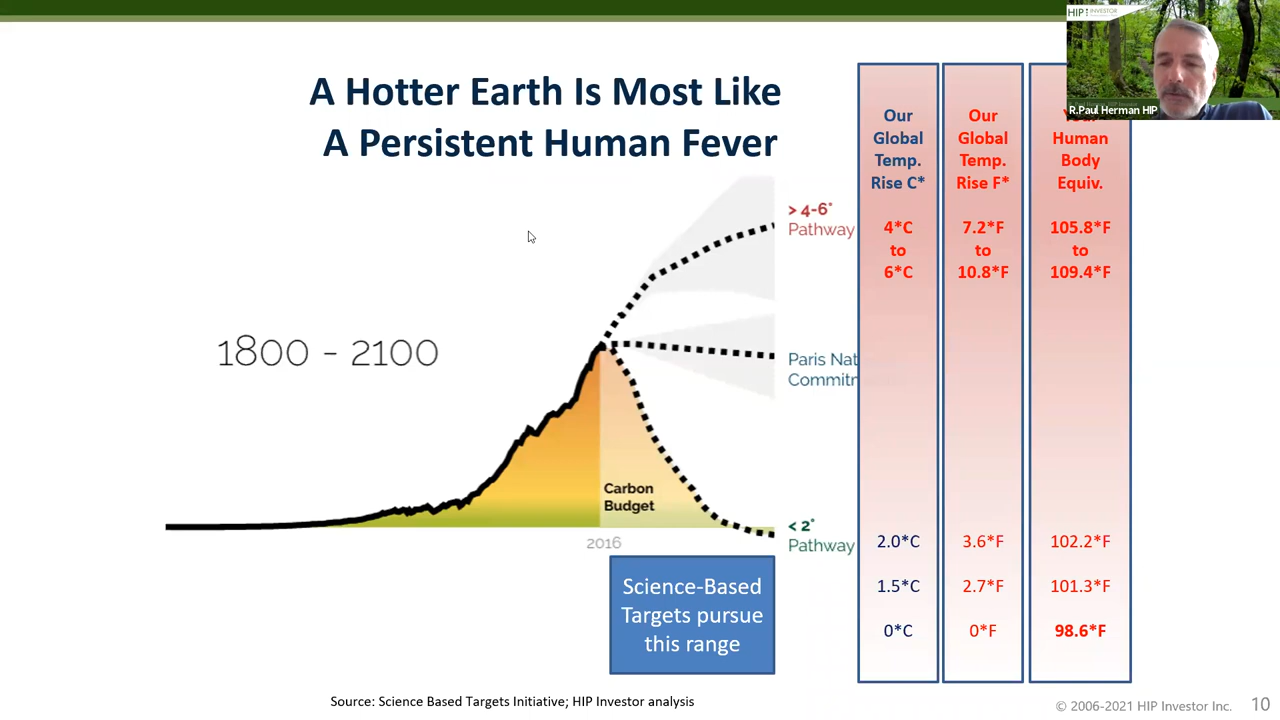 HIP INVESTOR
R.Paul Herman HIP
A Hotter Earth Is Most Like
A Persistent Human Fever
1800 - 2100
> 4-6°
Pathway
Paris Nat
Commitn
Carbon
Budget
2016
< 2°
Pathway
Science-Based
Targets pursue
this range
Our
Global
Temp.
Rise C*
4*C
to
6*C
2.0*C
1.5*C
0*C
Our
Global
Temp.
Rise F*
7.2*F
to
10.8*F
3.6*F
2.7*F
0*F
Human
Body
Equiv.
105.8*F
to
109.4*F
102.2*F
101.3*F
98.6*F
Source: Science Based Targets Initiative; HIP Investor analysis
© 2006-2021 HIP Investor Inc.
10